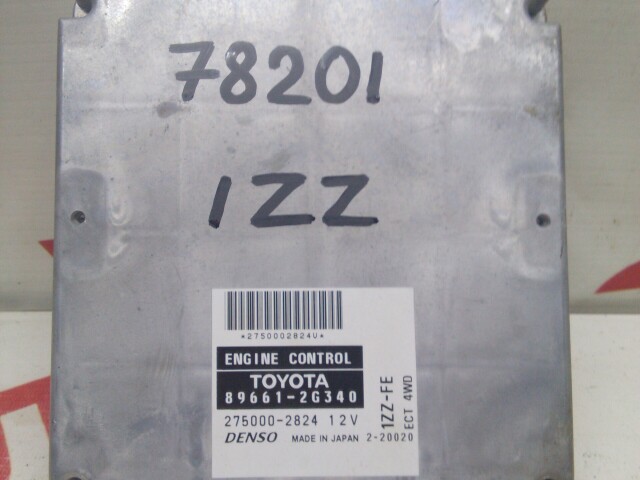 78201
1ZZ
*2750002824V*
ENGINE CONTROL
TOYOTA
89661-2G340
275000-2824 12V
DENSO MADE IN JAPAN 2-20020
1ZZ-FE
ECT 4WD